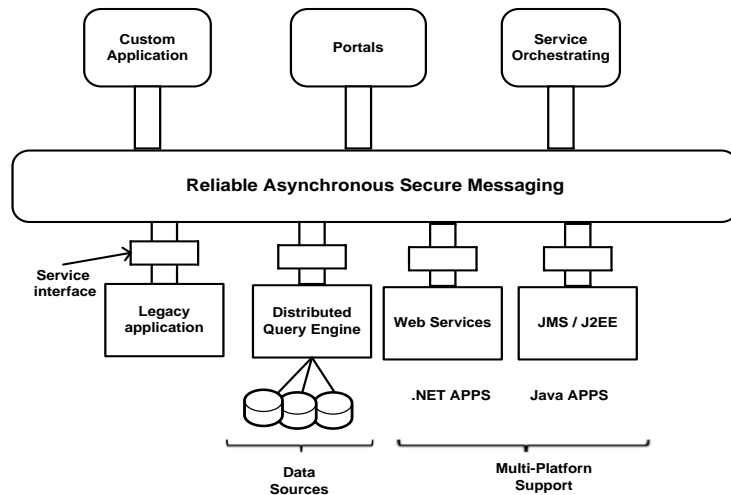 Custom
Application
Portals
Service
Orchestrating
Reliable Asynchronous Secure Messaging
Service
interface
Legacy
application
Distributed
Query Engine
Web Services
JMS / J2EE
.NET APPS
Java APPS
Data
Sources
Multi-Platforn
Support